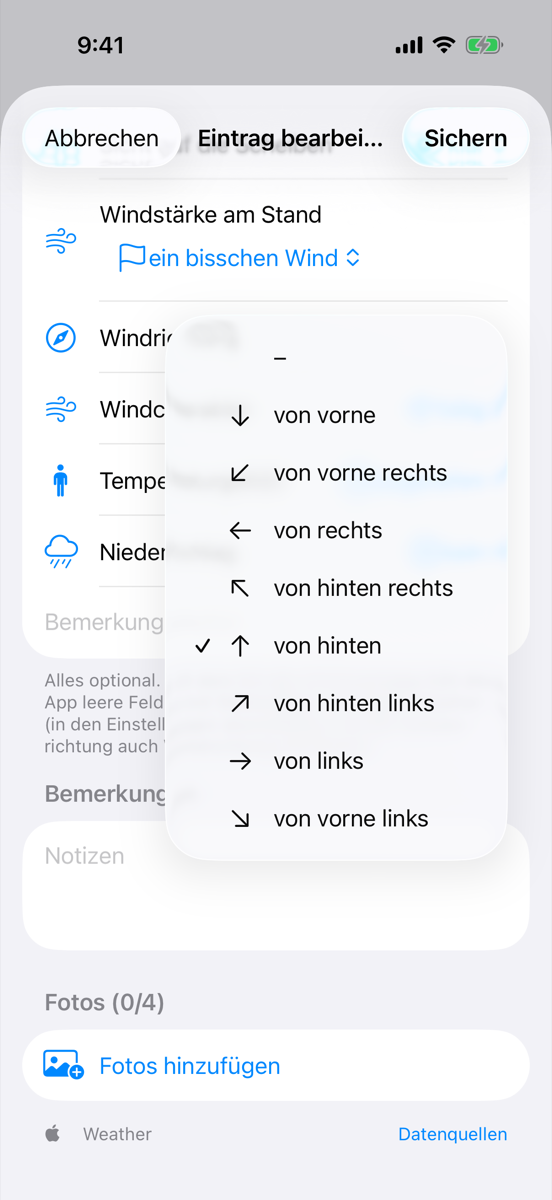 9:41
Abbrechen
Eintrag bearbei...
Sichern
Windstärke am Stand
ein bisschen Wind
Windric
–
von vorne
Windc
von vorne rechts
Tempe
von rechts
Nieder
von hinten rechts
Bemerkung
von hinten
Alles optional.
App leere Feld
(in den Einstell
richtung auch
von hinten links
von links
Bemerkung
von vorne links
Notizen
Fotos (0/4)
Fotos hinzufügen
Weather
Datenquellen